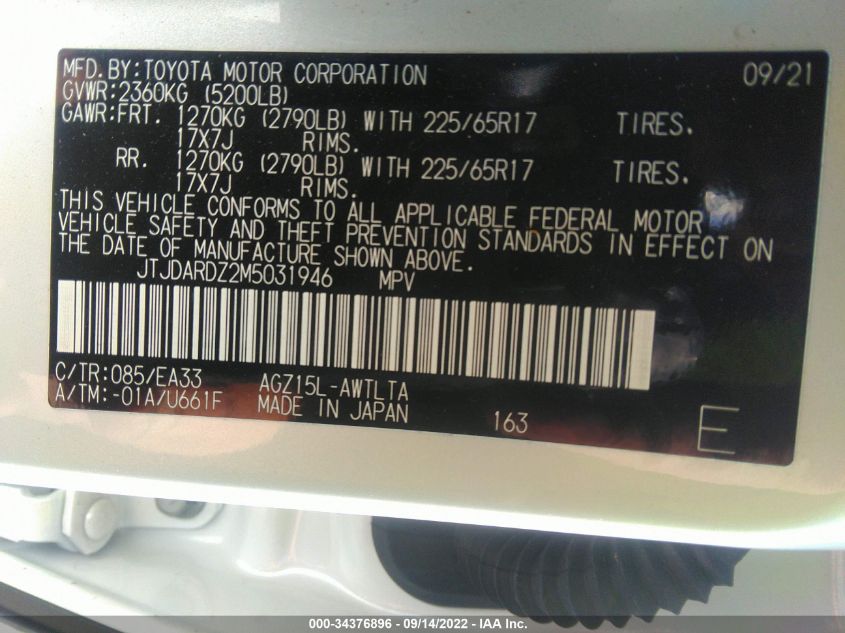 MFD.BY:TOYOTA MOTOR CORPORATION 09/21
GVWR:2360KG (5200LB)
GAWR:FRT. 1270KG (2790LB) WITH 225/65R17 TIRES.
17X7J RIMS.
RR. 1270KG (2790LB) WITH 225/65R17 TIRES.
17X7J RIMS.
THIS VEHICLE CONFORMS TO ALL APPLICABLE FEDERAL MOTOR
VEHICLE SAFETY AND THEFT PREVENTION STANDARDS IN EFFECT ON
THE DATE OF MANUFACTURE SHOWN ABOVE.
JTJDARDZ2M5031946 MPV
C/TR:085/EA33 AGZ15L-AWTLTA
A/TM:-01A/U661F MADE IN JAPAN 163 E
000-34376896 - 09/14/2022 - IAA Inc.